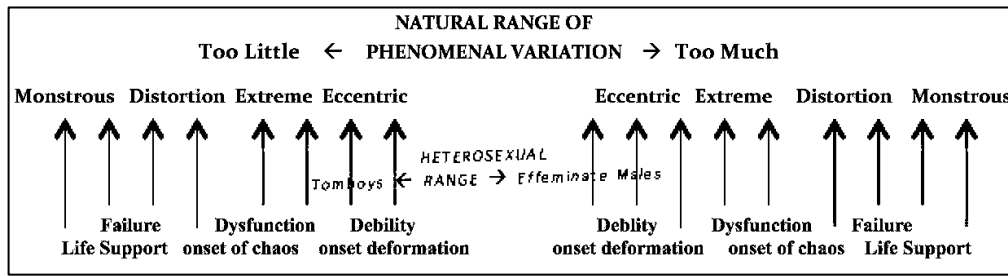 NATURAL RANGE OF
Too Little ← PHENOMENAL VARIATION → Too Much
Monstrous Distortion Extreme Eccentric Eccentric Extreme Distortion Monstrous
HETEROSEXUAL
Tomboys ← RANGE → Effeminate Males
Failure Dysfunction Debility Deblity Dysfunction Failure
Life Support onset of chaos onset deformation onset deformation onset of chaos Life Support